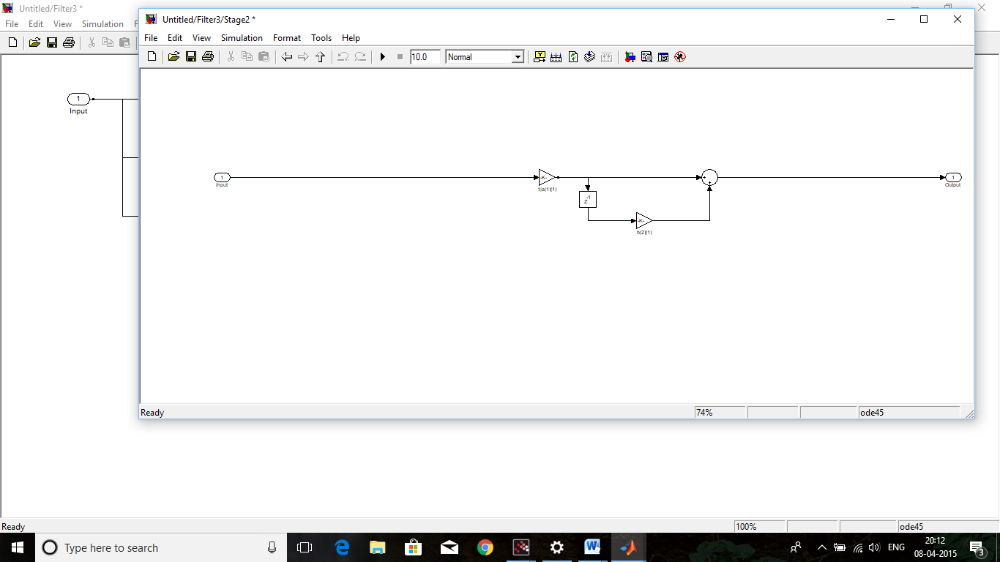 Untitled/Filter3 *
File Edit View Simulation F
1
Input
Untitled/Filter3/Stage2 *
File Edit View Simulation Format Tools Help
10.0 Normal
1 -K- 1
Input 1|a(1)(1) Output
z-1
-K-
b(2)(1)
Ready 74% ode45
Ready 100% ode45
Type here to search ENG 20:12
08-04-2015 3